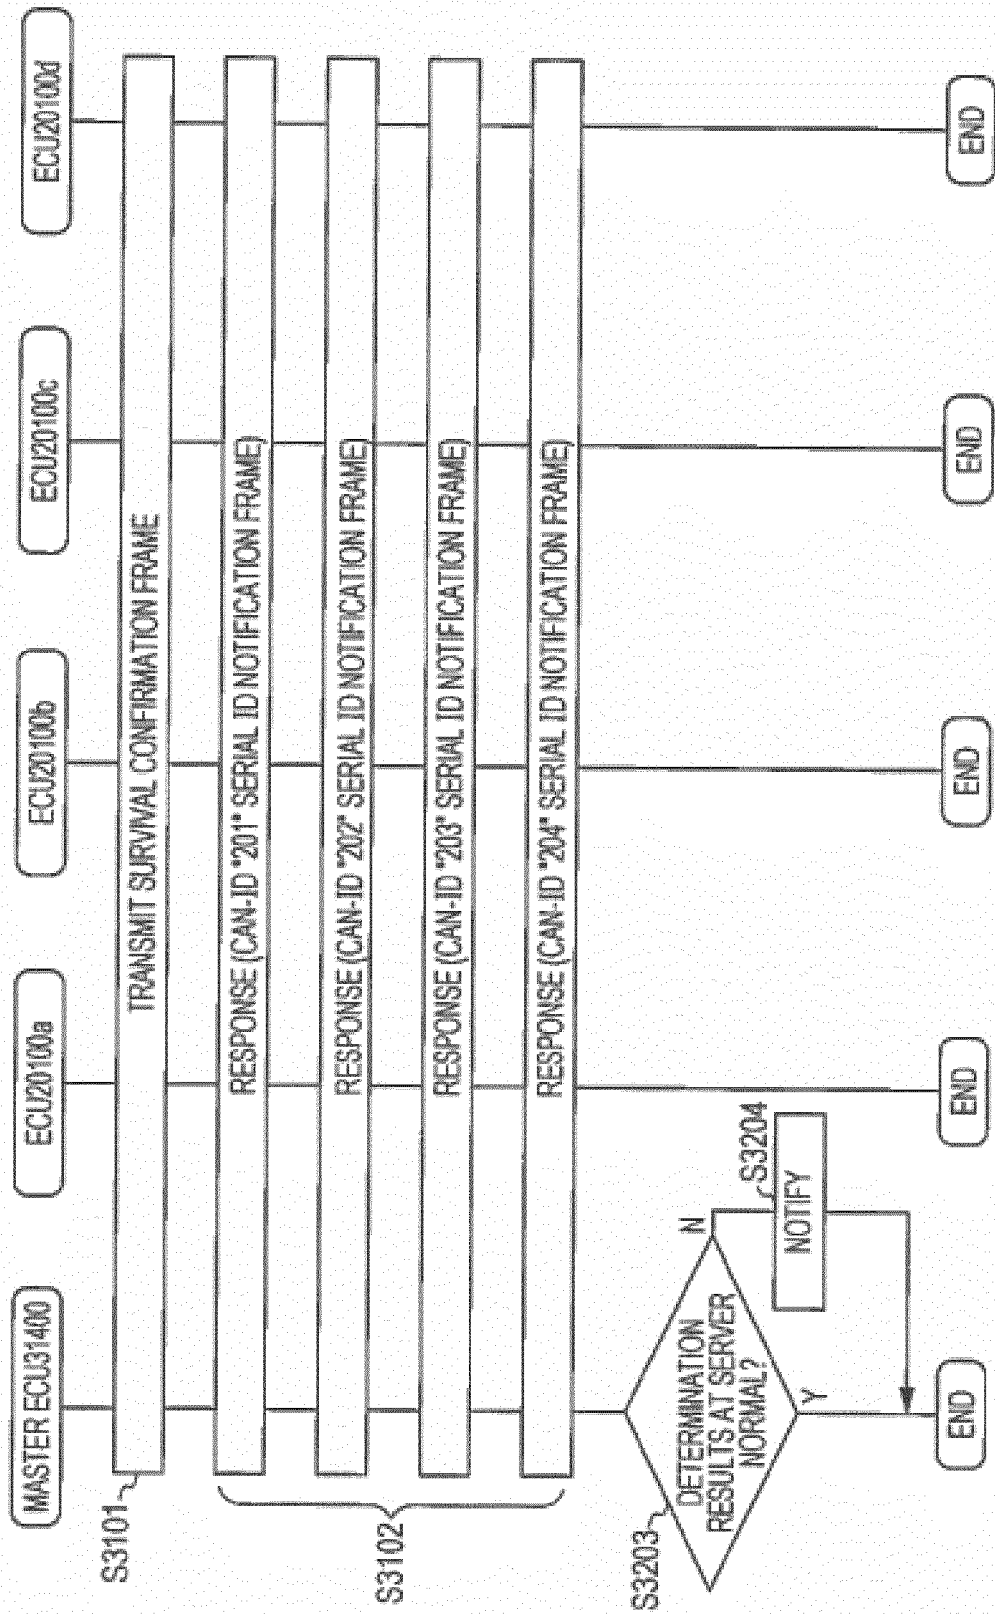 MASTER ECU31400
ECU20100a
ECU20100b
ECU20100c
ECU20100d
S3101
TRANSMIT SURVIVAL CONFIRMATION FRAME
S3102
RESPONSE (CAN-ID "201" SERIAL ID NOTIFICATION FRAME)
RESPONSE (CAN-ID "202" SERIAL ID NOTIFICATION FRAME)
RESPONSE (CAN-ID "203" SERIAL ID NOTIFICATION FRAME)
RESPONSE (CAN-ID "204" SERIAL ID NOTIFICATION FRAME)
S3203
DETERMINATION
RESULTS AT SERVER
NORMAL?
N
S3204
NOTIFY
Y
END
END
END
END
END